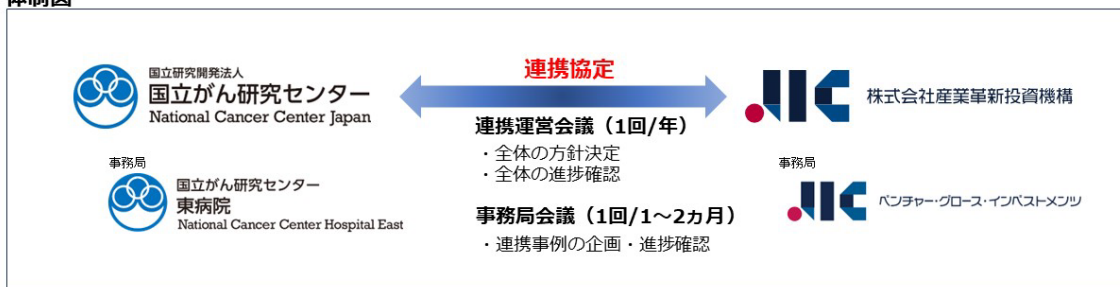 体制図
国立研究開発法人
国立がん研究センター
National Cancer Center Japan
連携協定
JIC
株式会社産業革新投資機構
連携運営会議（1回/年）
・全体の方針決定
・全体の進捗確認
事務局
国立がん研究センター
東病院
National Cancer Center Hospital East
事務局会議（1回/1～2ヵ月）
・連携事例の企画・進捗確認
事務局
JIC
ベンチャー・グロース・インベストメンツ